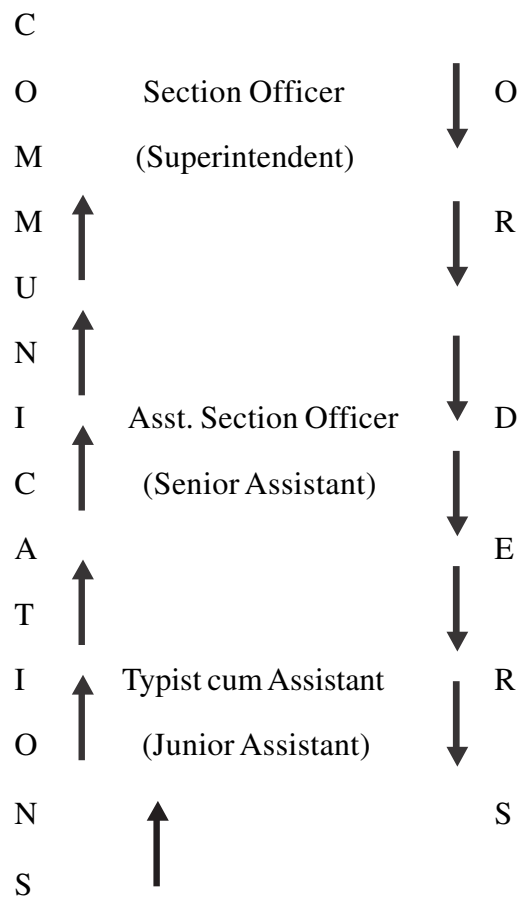 C
O Section Officer O
M (Superintendent)
M R
U
N
I Asst. Section Officer D
C (Senior Assistant)
A E
T
I Typist cum Assistant R
O (Junior Assistant)
N S
S